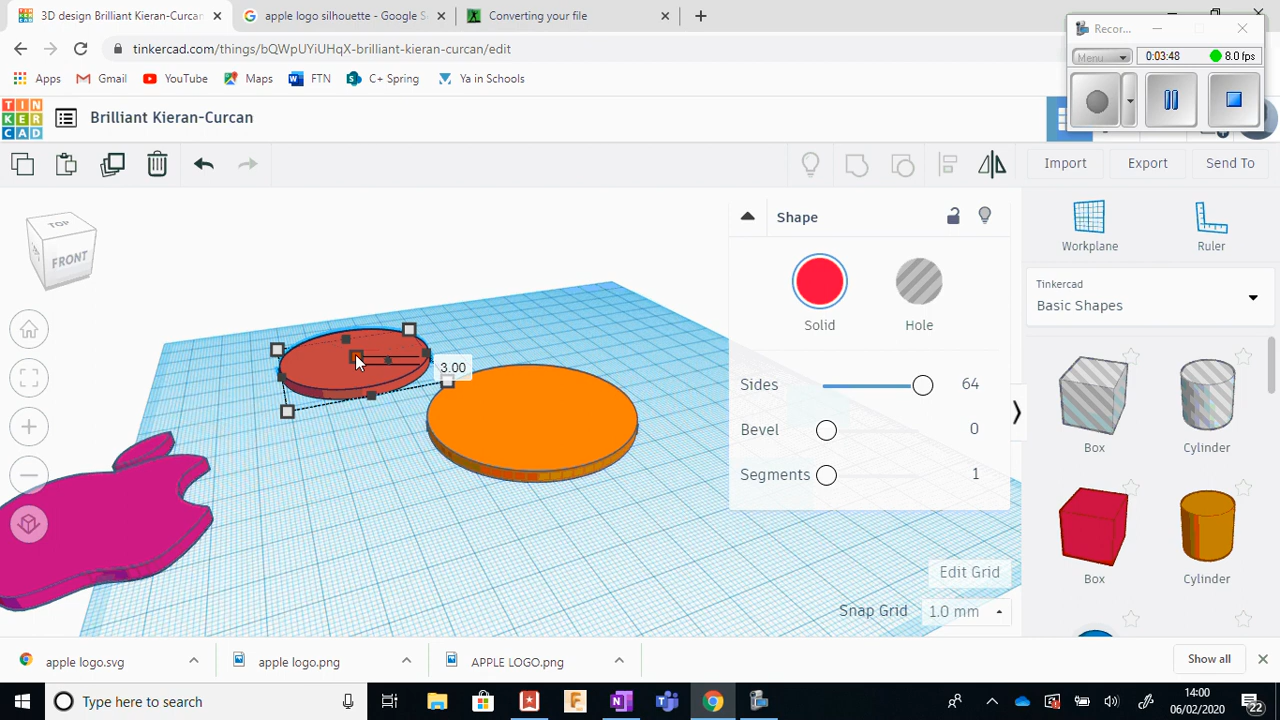 3D design Brilliant Kieran-Curcan
apple logo silhouette - Google S
Converting your file
tinkercad.com/things/bQWpUYiUHqX-brilliant-kieran-curcan/edit
Apps
Gmail
YouTube
Maps
FTN
C+ Spring
Ya in Schools
Recor...
Menu
0:03:48
8.0 fps
TIN
KER
CAD
Brilliant Kieran-Curcan
Import
Export
Send To
TOP
FRONT
Shape
Solid
Hole
Sides
64
Bevel
0
Segments
1
3.00
Workplane
Ruler
Tinkercad
Basic Shapes
Box
Cylinder
Box
Cylinder
Edit Grid
Snap Grid
1.0 mm
apple logo.svg
apple logo.png
APPLE LOGO.png
Show all
Type here to search
14:00
06/02/2020
22